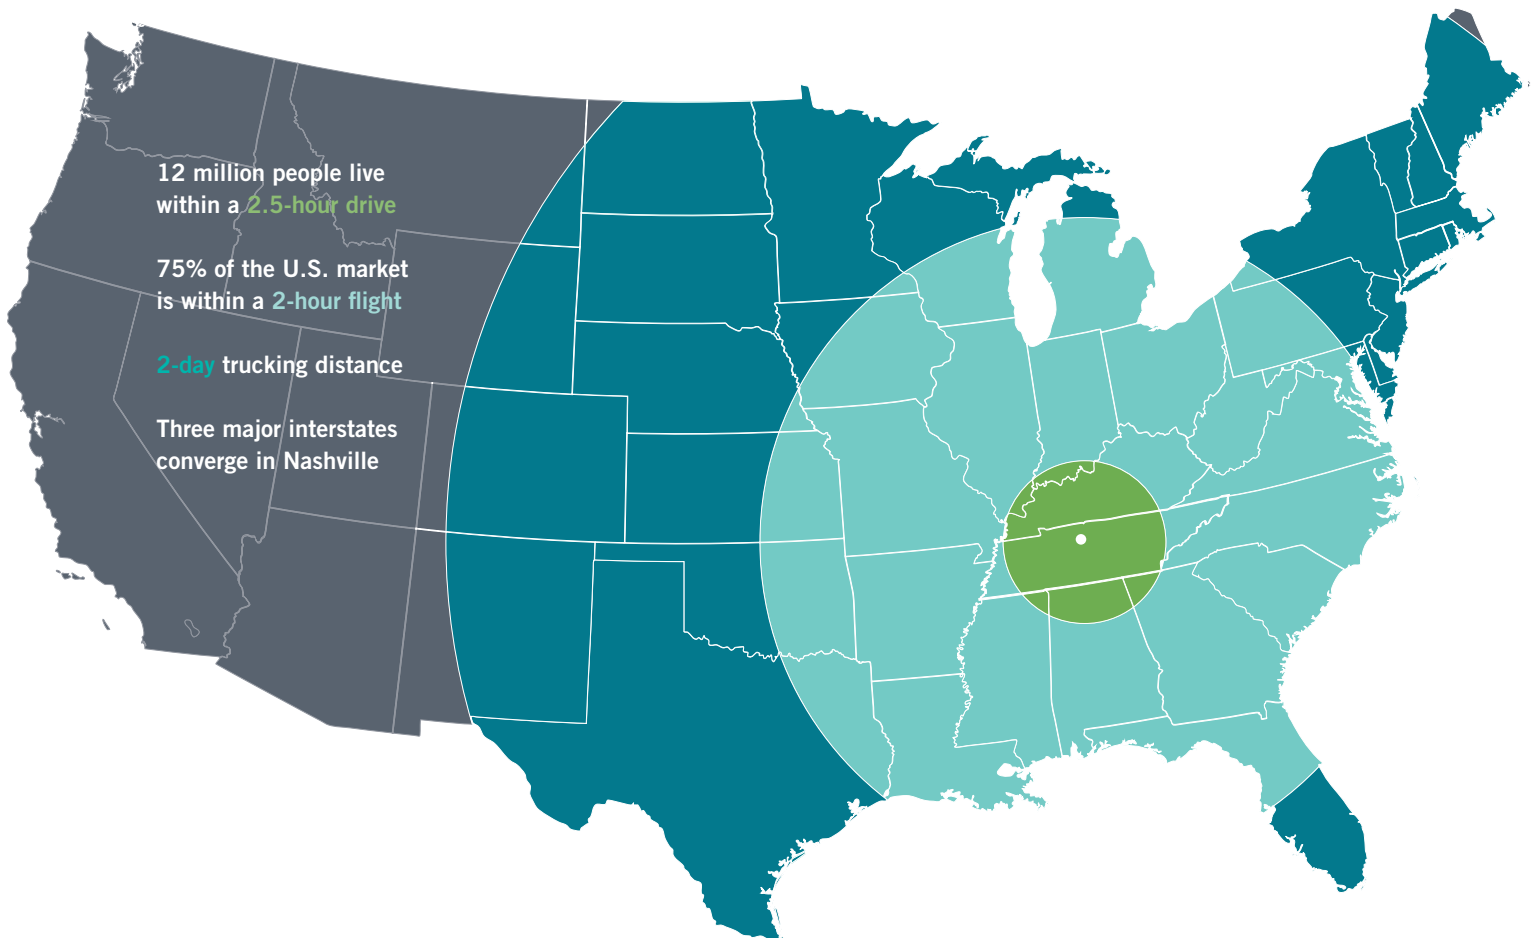 12 million people live
within a 2.5-hour drive
75% of the U.S. market
is within a 2-hour flight
2-day trucking distance
Three major interstates
converge in Nashville